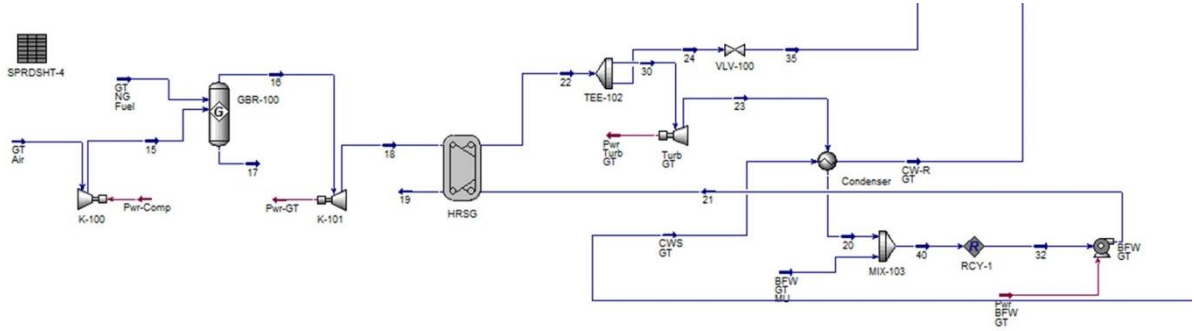 SPRDSHT-4
GT
NG
Fuel
16
GBR-100
G
GT
Air
15
17
Pwr-Comp
K-100
Pwr-GT
K-101
18
19
HRSG
22
TEE-102
24
VLV-100
35
30
23
Pwr
Turb
GT
Turb
GT
Condenser
CW-R
GT
21
CWS
GT
20
BFW
GT
MU
MIX-103
40
R
RCY-1
32
BFW
GT
Pwr
BFW
GT